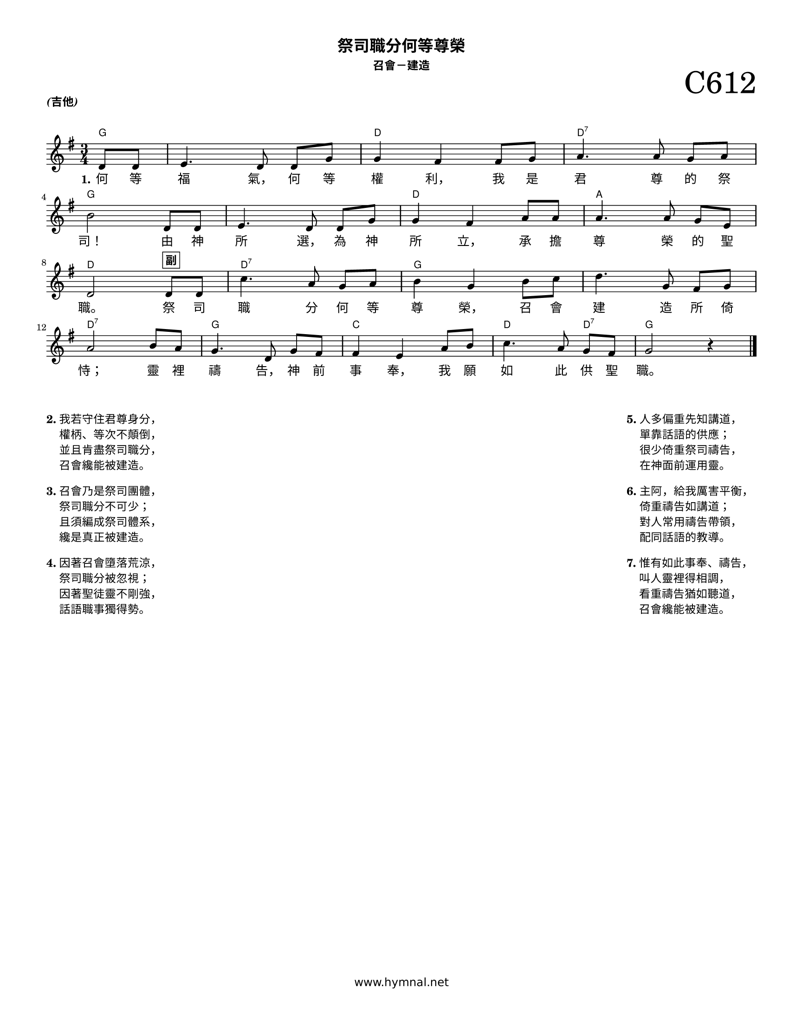 祭司職分何等尊榮
召會－建造
C612
(吉他)
G D D7
3
4
1. 何 等 福 氣， 何 等 權 利， 我 是 君 尊 的 祭
4 G D A
司！ 由 神 所 選， 為 神 所 立， 承 擔 尊 榮 的 聖
8 D 副 D7 G
職。 祭 司 職 分 何 等 尊 榮， 召 會 建 造 所 倚
12 D7 G C D D7 G
恃； 靈 裡 禱 告， 神 前 事 奉， 我 願 如 此 供 聖 職。
2. 我若守住君尊身分，
權柄、等次不顛倒，
並且肯盡祭司職分，
召會纔能被建造。
3. 召會乃是祭司團體，
祭司職分不可少；
且須編成祭司體系，
纔是真正被建造。
4. 因著召會墮落荒涼，
祭司職分被忽視；
因著聖徒靈不剛強，
話語職事獨得勢。
5. 人多偏重先知講道，
單靠話語的供應；
很少倚重祭司禱告，
在神面前運用靈。
6. 主阿，給我厲害平衡，
倚重禱告如講道；
對人常用禱告帶領，
配同話語的教導。
7. 惟有如此事奉、禱告，
叫人靈裡得相調，
看重禱告猶如聽道，
召會纔能被建造。
www.hymnal.net